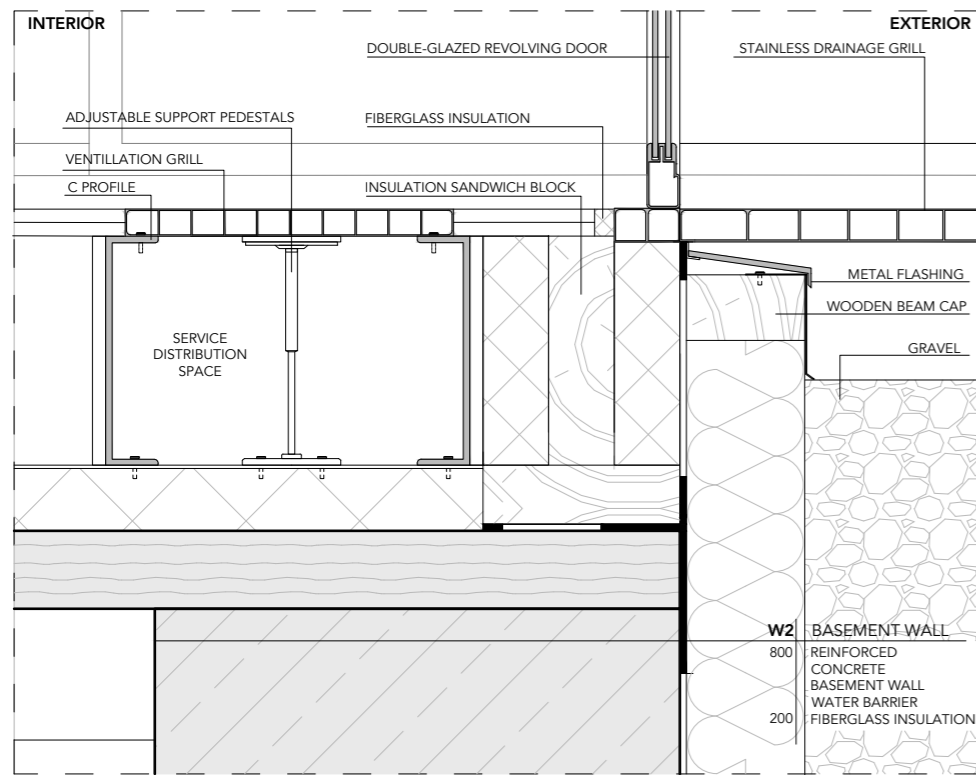 INTERIOR
EXTERIOR
DOUBLE-GLAZED REVOLVING DOOR
STAINLESS DRAINAGE GRILL
ADJUSTABLE SUPPORT PEDESTALS
FIBERGLASS INSULATION
VENTILLATION GRILL
C PROFILE
INSULATION SANDWICH BLOCK
METAL FLASHING
WOODEN BEAM CAP
SERVICE
DISTRIBUTION
SPACE
GRAVEL
W2 BASEMENT WALL
800 REINFORCED
CONCRETE
BASEMENT WALL
WATER BARRIER
200 FIBERGLASS INSULATION